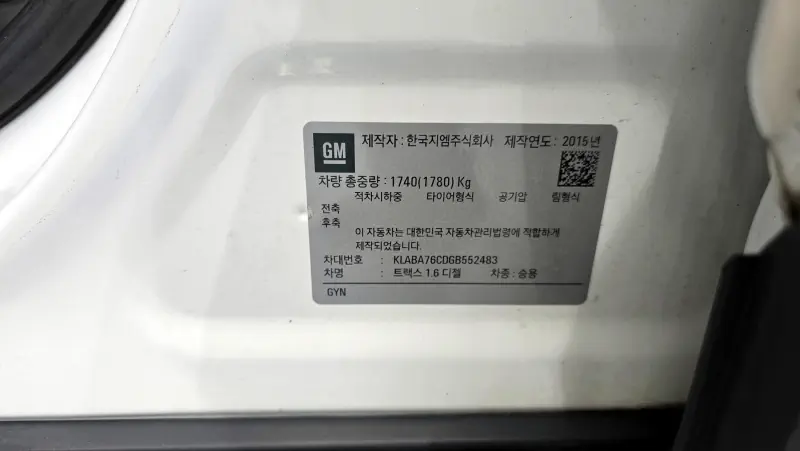 GM 제작자 : 한국지엠주식회사 제작연도 : 2015년
차량 총중량 : 1740(1780) Kg
적차시하중 타이어형식 공기압 림형식
전축
후축
이 자동차는 대한민국 자동차관리법령에 적합하게
제작되었습니다.
차대번호 : KLABA76CDGB552483
차명 : 트랙스 1.6 디젤 차종 : 승용
GYN